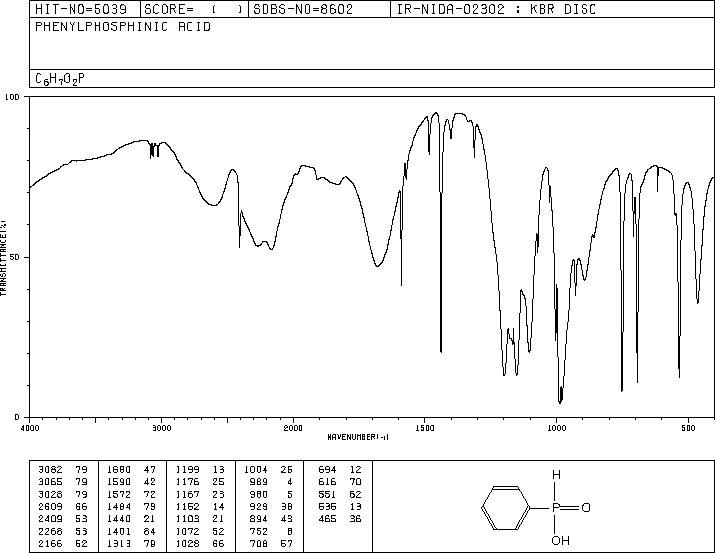 HIT-NO=5039 SCORE= ( ) SDBS-NO=8602 IR-NIDA-02302 : KBR DISC
PHENYLPHOSPHINIC ACID
C6H7O2P
100
50
0
TRANSMITTANCE(%)
4000 3000 2000 1500 1000 500
WAVENUMBER(-1)
3082 79 1680 47 1199 13 1004 26 694 12
3065 79 1590 42 1176 25 989 4 616 70
3028 79 1572 72 1167 23 980 5 551 62
2609 66 1484 79 1152 14 929 38 535 13
2409 53 1440 21 1103 21 894 43 465 36
2268 53 1401 84 1072 52 752 8
2166 52 1313 79 1028 66 708 57
H
P
O
OH